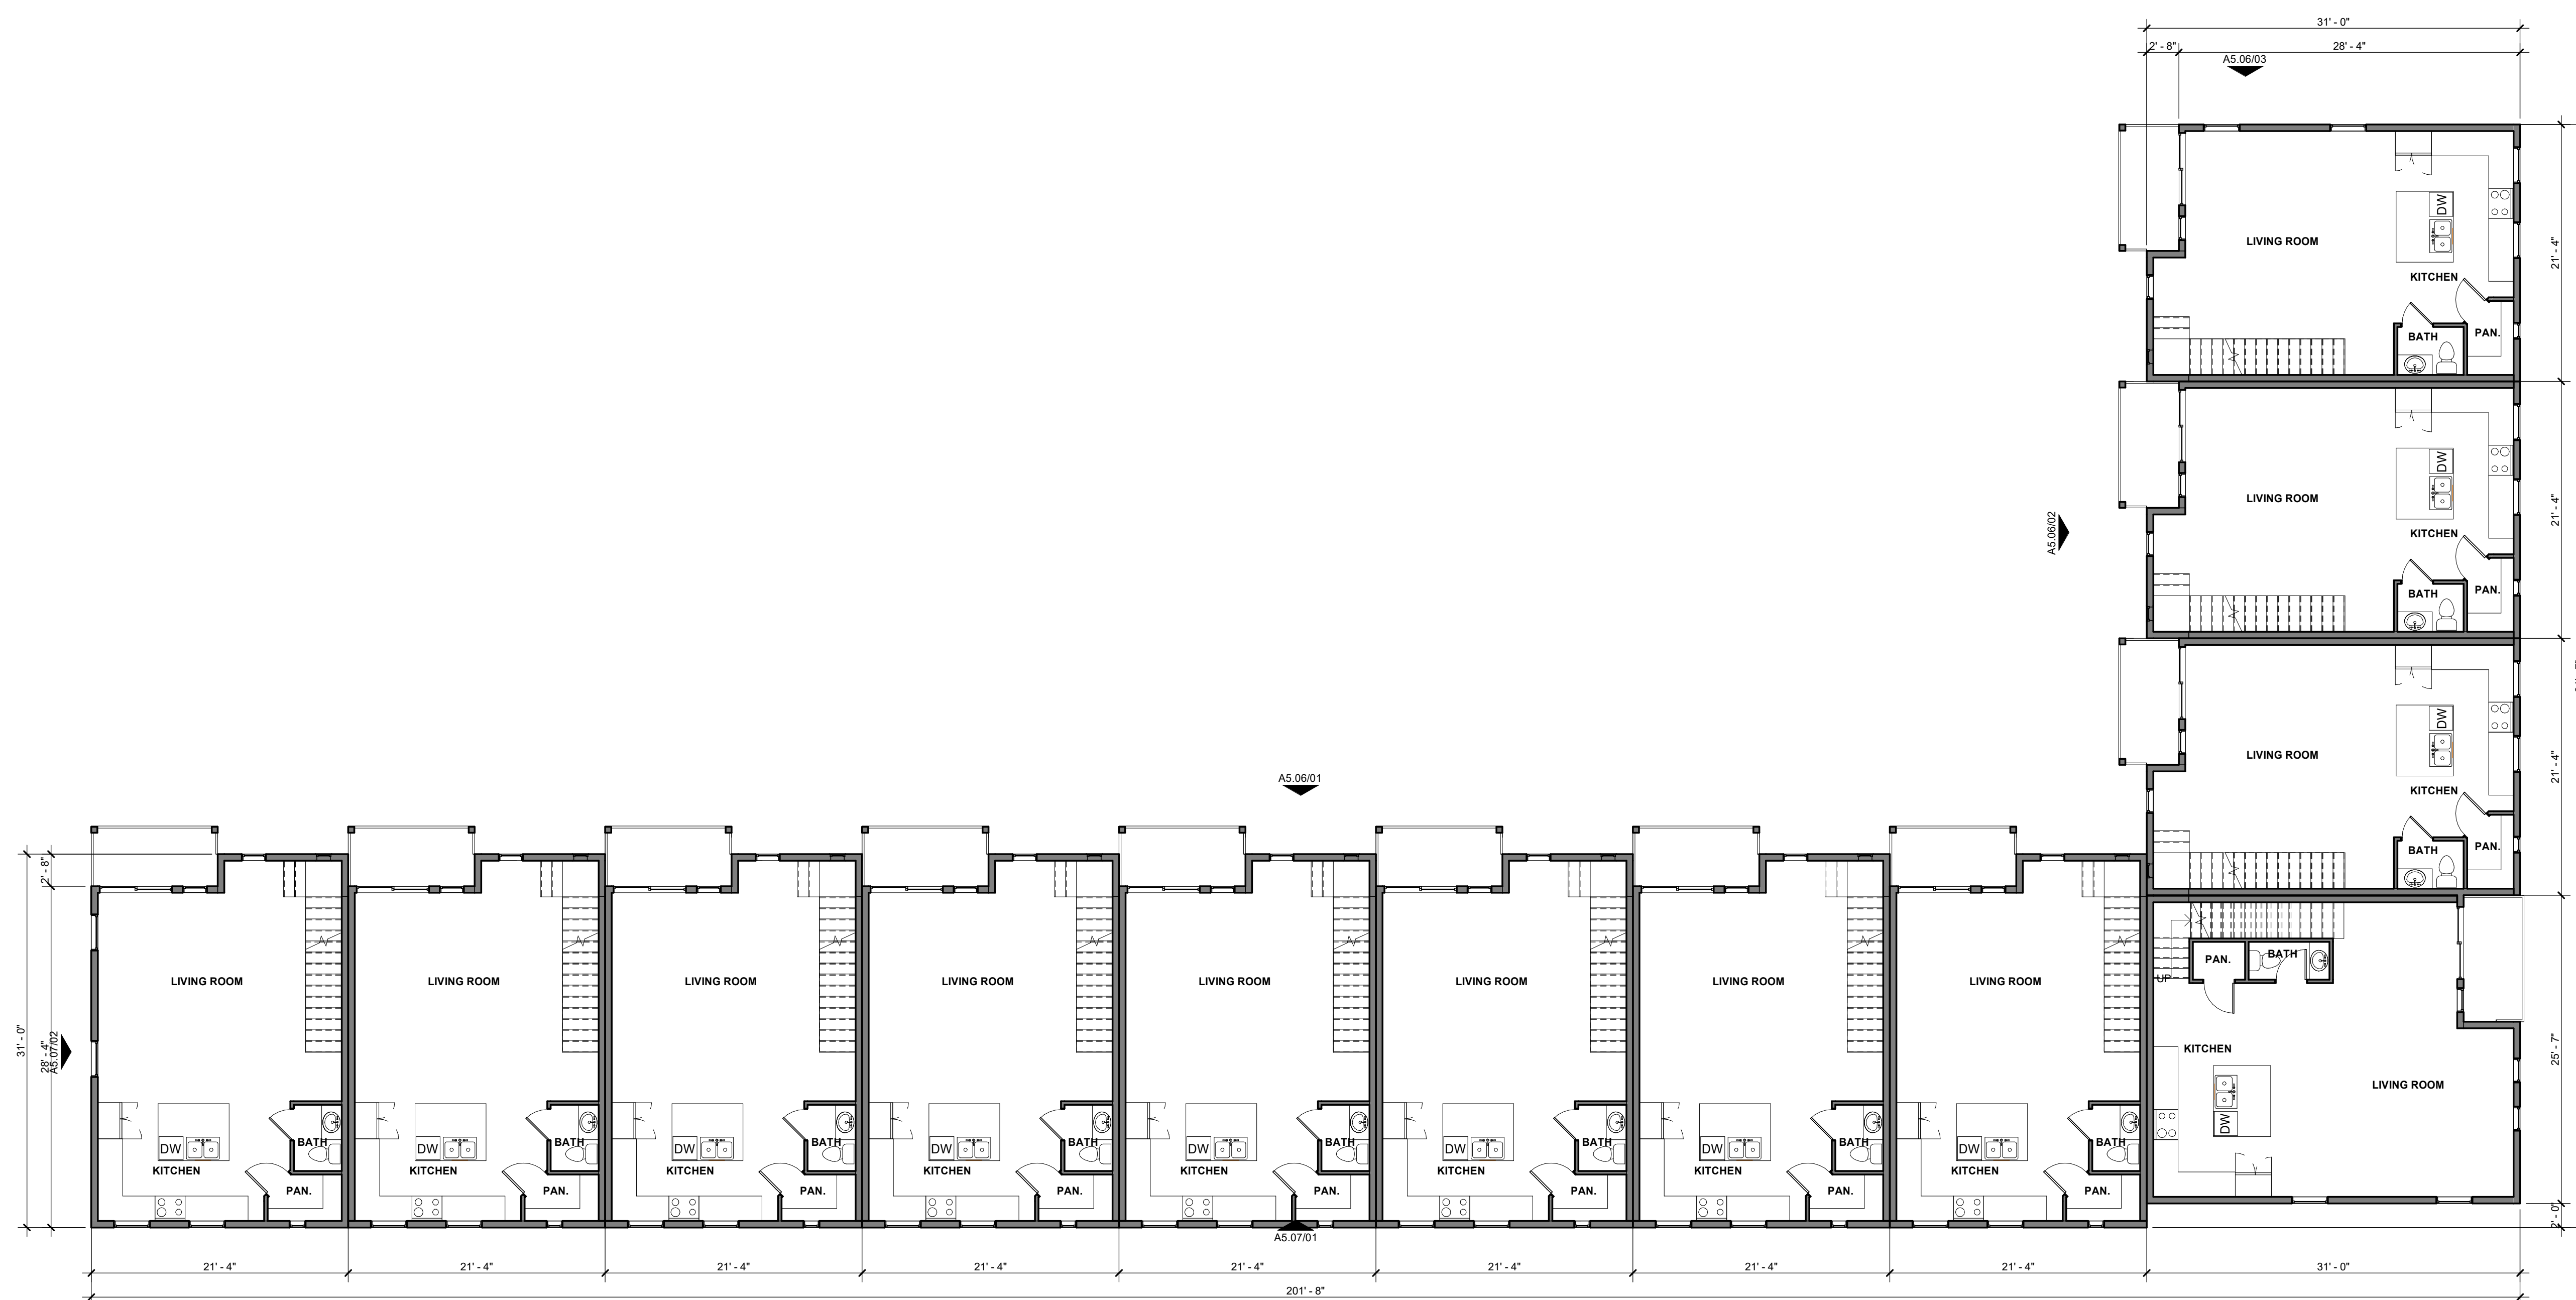 31' - 0"
2' - 8"
28' - 4"
A5.06/03
DW
LIVING ROOM
21' - 4"
KITCHEN
BATH
PAN.
DW
LIVING ROOM
21' - 4"
A5.06/02
KITCHEN
BATH
PAN.
DW
LIVING ROOM
21' - 4"
A5.06/01
KITCHEN
BATH
PAN.
2' - 8"
BATH
PAN.
UP
LIVING ROOM
LIVING ROOM
LIVING ROOM
LIVING ROOM
LIVING ROOM
LIVING ROOM
LIVING ROOM
LIVING ROOM
31' - 0"
28' - 4"
A5.07/02
KITCHEN
25' - 7"
LIVING ROOM
DW
BATH
BATH
BATH
BATH
BATH
BATH
BATH
BATH
DW
DW
DW
DW
DW
DW
DW
DW
KITCHEN
KITCHEN
KITCHEN
KITCHEN
KITCHEN
KITCHEN
KITCHEN
KITCHEN
PAN.
PAN.
PAN.
PAN.
PAN.
PAN.
PAN.
PAN.
2' - 0"
A5.07/01
21' - 4"
21' - 4"
21' - 4"
21' - 4"
21' - 4"
21' - 4"
21' - 4"
21' - 4"
31' - 0"
201' - 8"